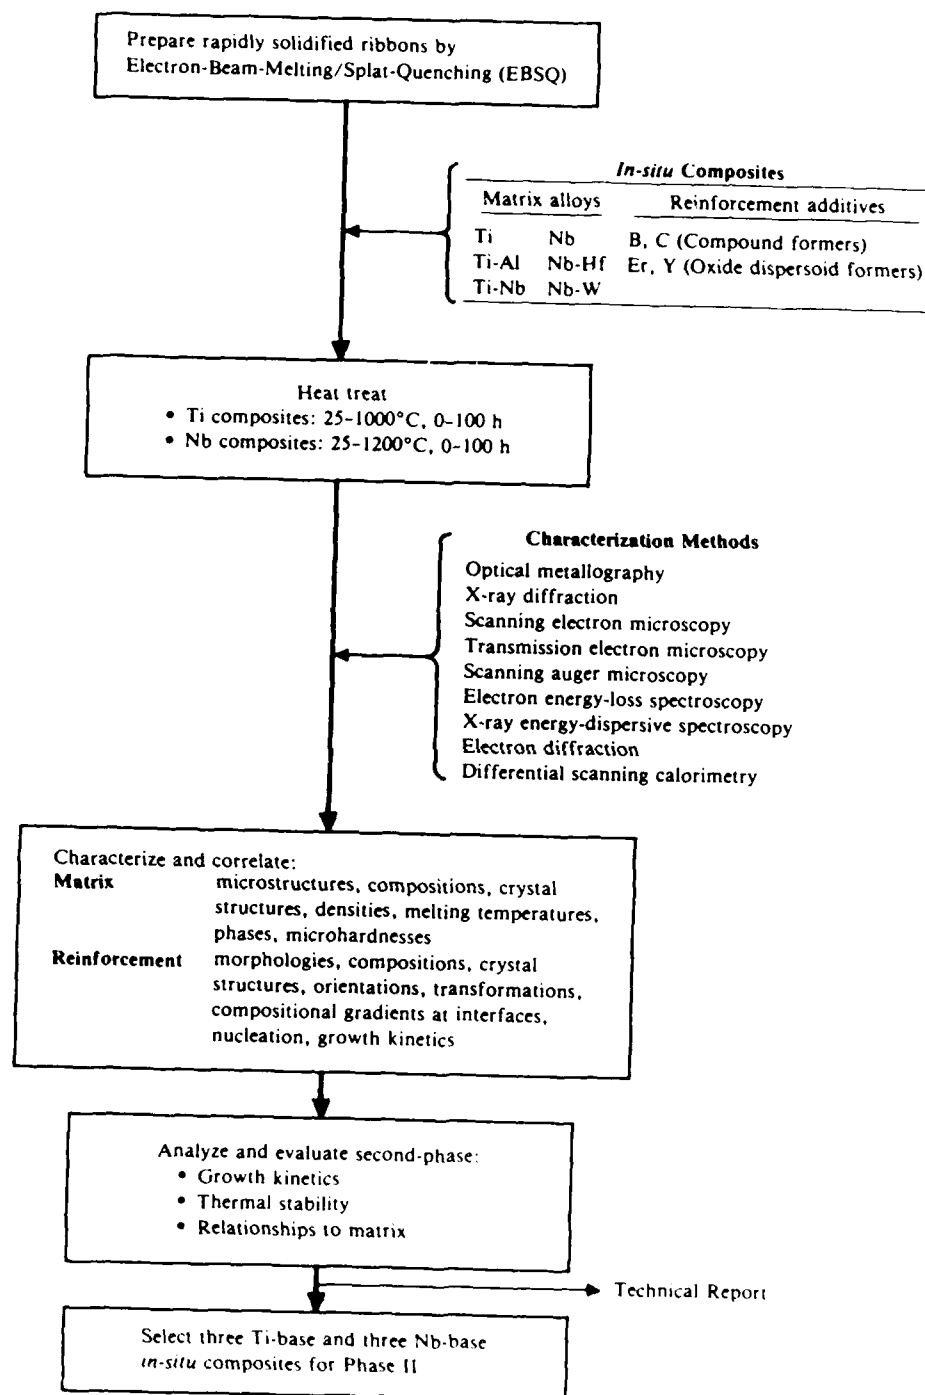 Prepare rapidly solidified ribbons by
Electron-Beam-Melting/Splat-Quenching (EBSQ)
In-situ Composites
Matrix alloys Reinforcement additives
Ti Nb B, C (Compound formers)
Ti-Al Nb-Hf Er, Y (Oxide dispersoid formers)
Ti-Nb Nb-W
Heat treat
• Ti composites: 25-1000°C, 0-100 h
• Nb composites: 25-1200°C, 0-100 h
Characterization Methods
Optical metallography
X-ray diffraction
Scanning electron microscopy
Transmission electron microscopy
Scanning auger microscopy
Electron energy-loss spectroscopy
X-ray energy-dispersive spectroscopy
Electron diffraction
Differential scanning calorimetry
Characterize and correlate:
Matrix microstructures, compositions, crystal
structures, densities, melting temperatures,
phases, microhardnesses
Reinforcement morphologies, compositions, crystal
structures, orientations, transformations,
compositional gradients at interfaces,
nucleation, growth kinetics
Analyze and evaluate second-phase:
• Growth kinetics
• Thermal stability
• Relationships to matrix
Technical Report
Select three Ti-base and three Nb-base
in-situ composites for Phase II